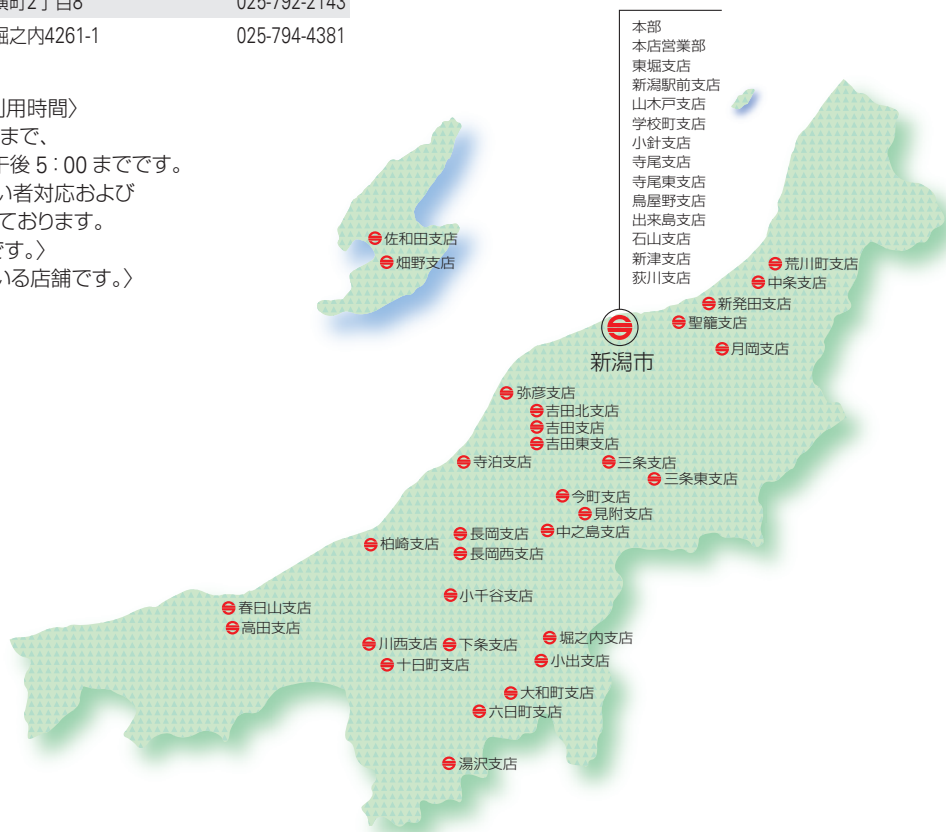 横町2丁目8 025-792-2143
堀之内4261-1 025-794-4381
利用時間〉
まで、
午後 5:00 までです。
い者対応および
ております。
です。〉
いる店舗です。〉
本部
本店営業部
東堀支店
新潟駅前支店
山木戸支店
学校町支店
小針支店
寺尾支店
寺尾東支店
鳥屋野支店
出来島支店
石山支店
新津支店
荻川支店
新潟市
佐和田支店
畑野支店
荒川町支店
中条支店
新発田支店
聖籠支店
月岡支店
弥彦支店
吉田北支店
吉田支店
吉田東支店
寺泊支店
三条支店
三条東支店
今町支店
見附支店
中之島支店
長岡支店
長岡西支店
柏崎支店
小千谷支店
春日山支店
高田支店
川西支店
下条支店
十日町支店
堀之内支店
小出支店
大和町支店
六日町支店
湯沢支店